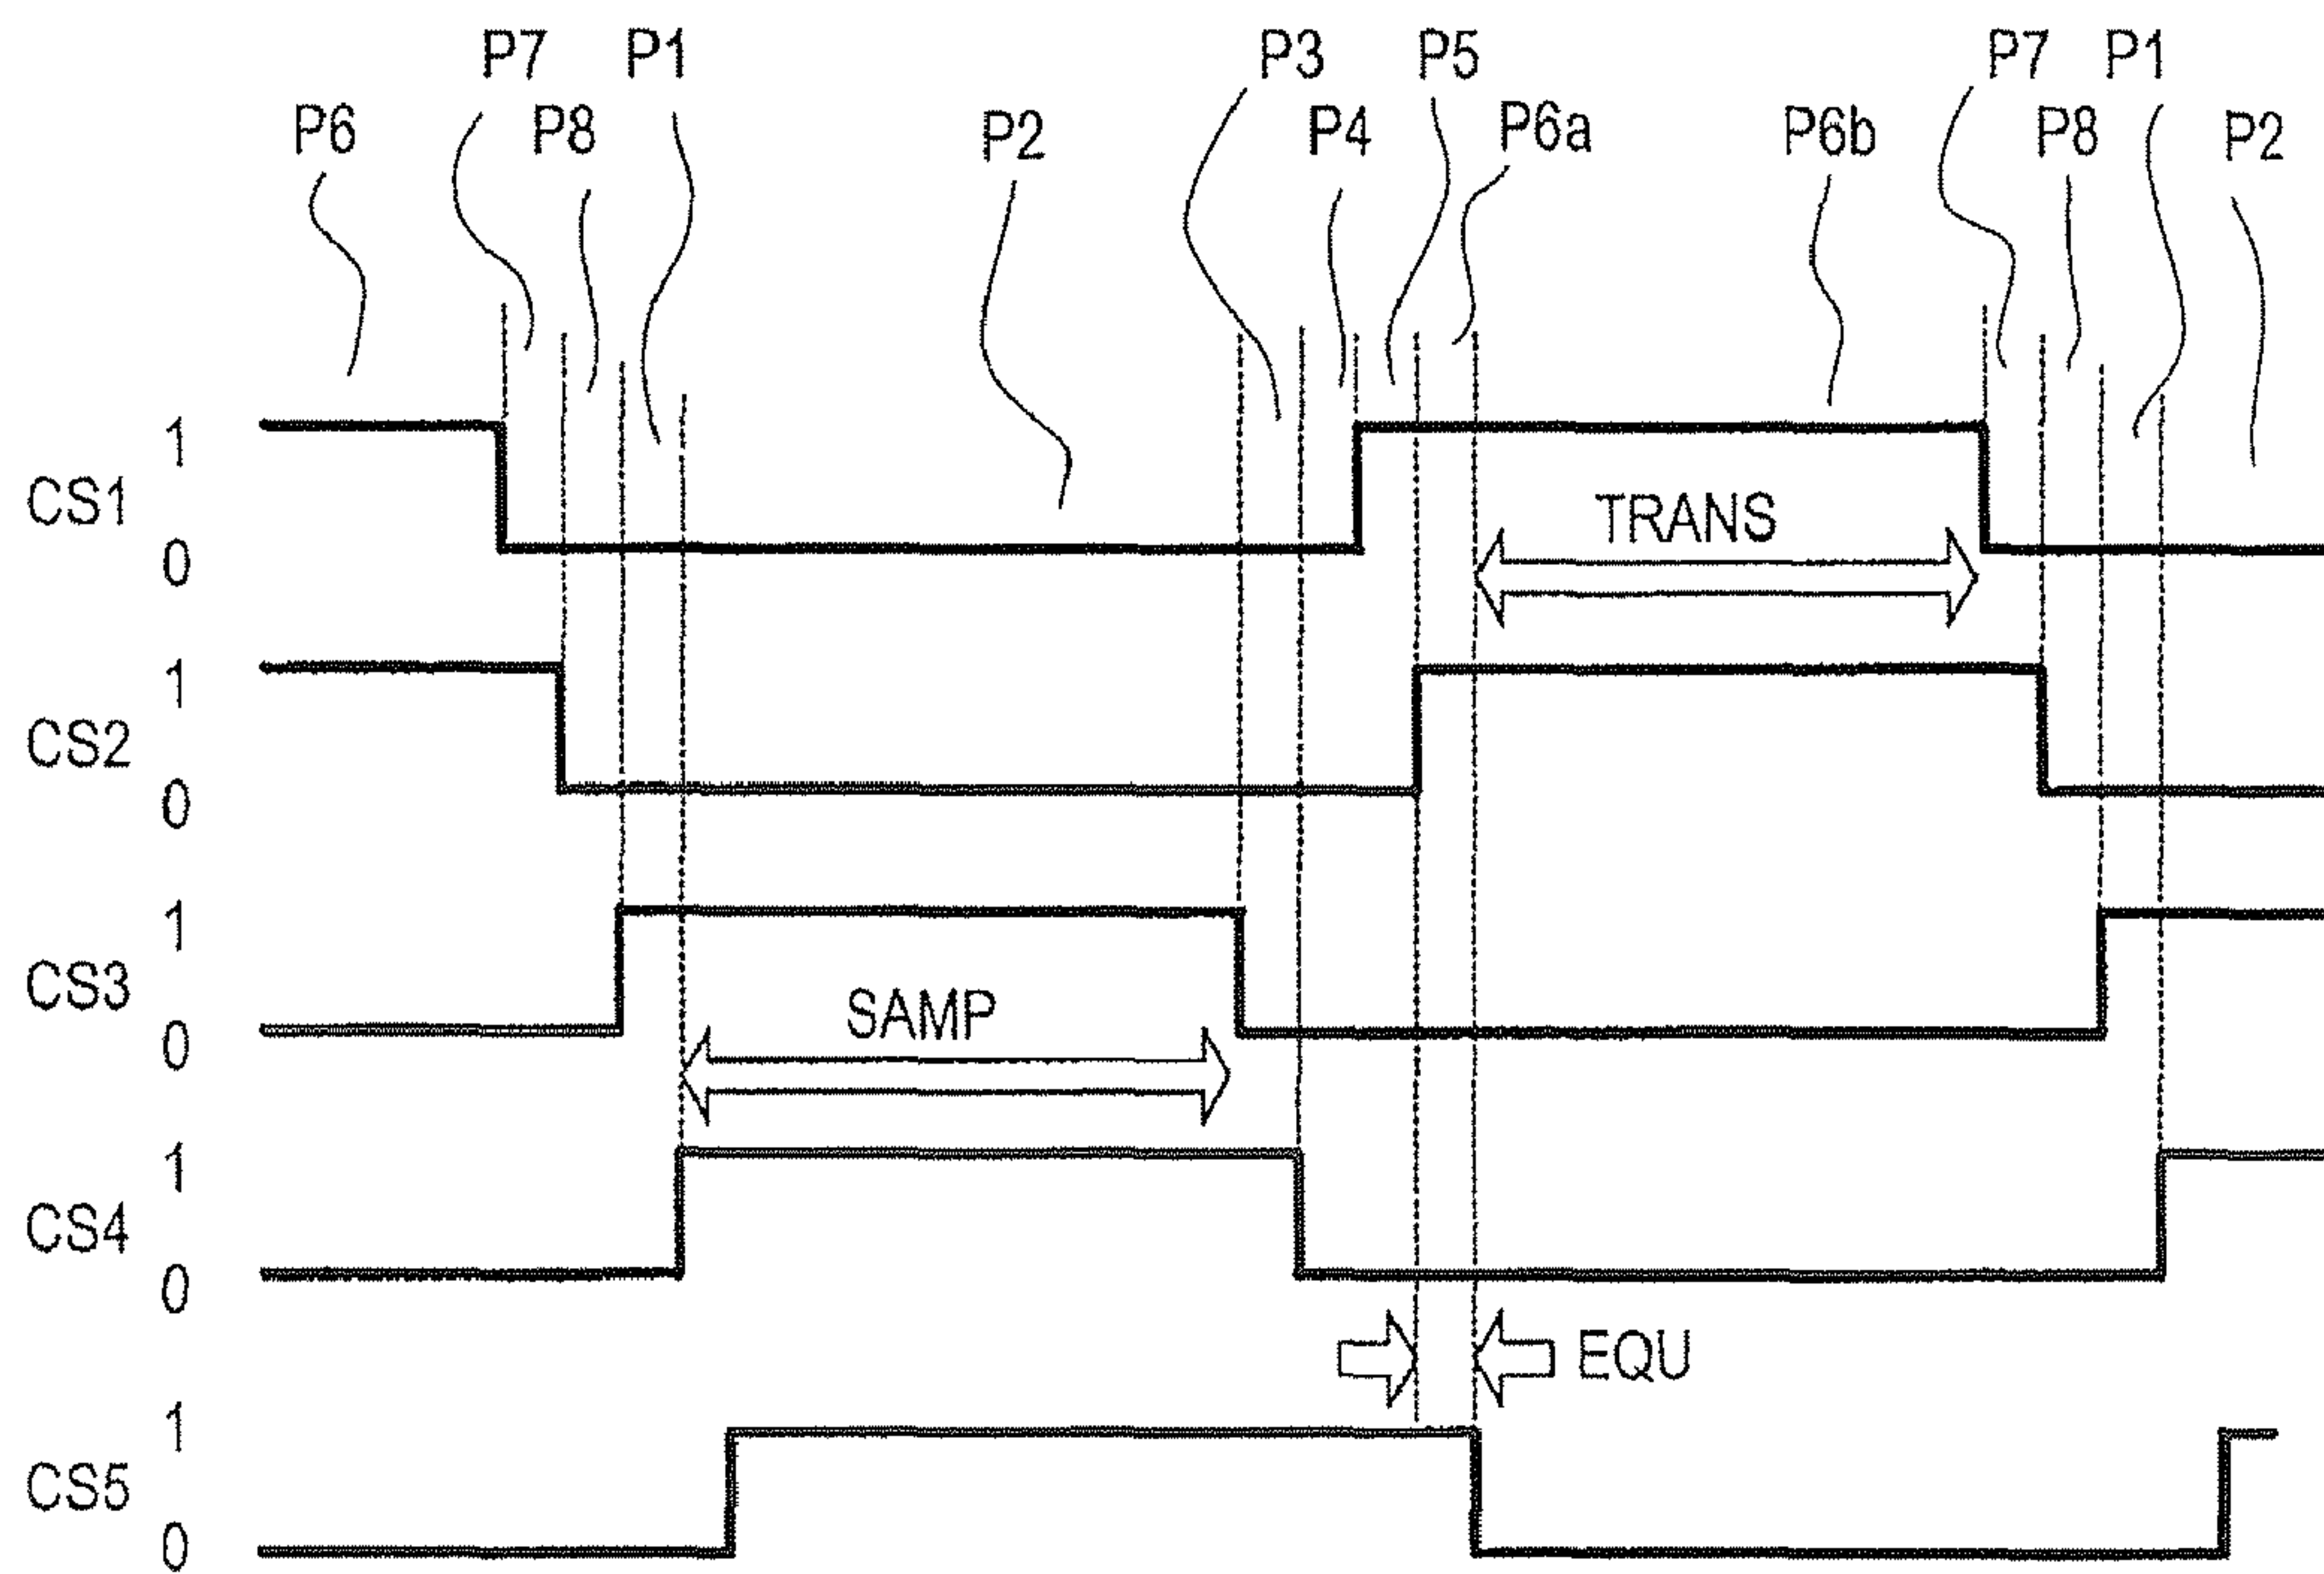 P7 P1 P3 P5 P7 P1
P6 P8 P2 P4 P6a P6b P8 P2
1
CS1 TRANS
0
1
CS2
0
1
CS3 SAMP
0
1
CS4
0
EQU
1
CS5
0